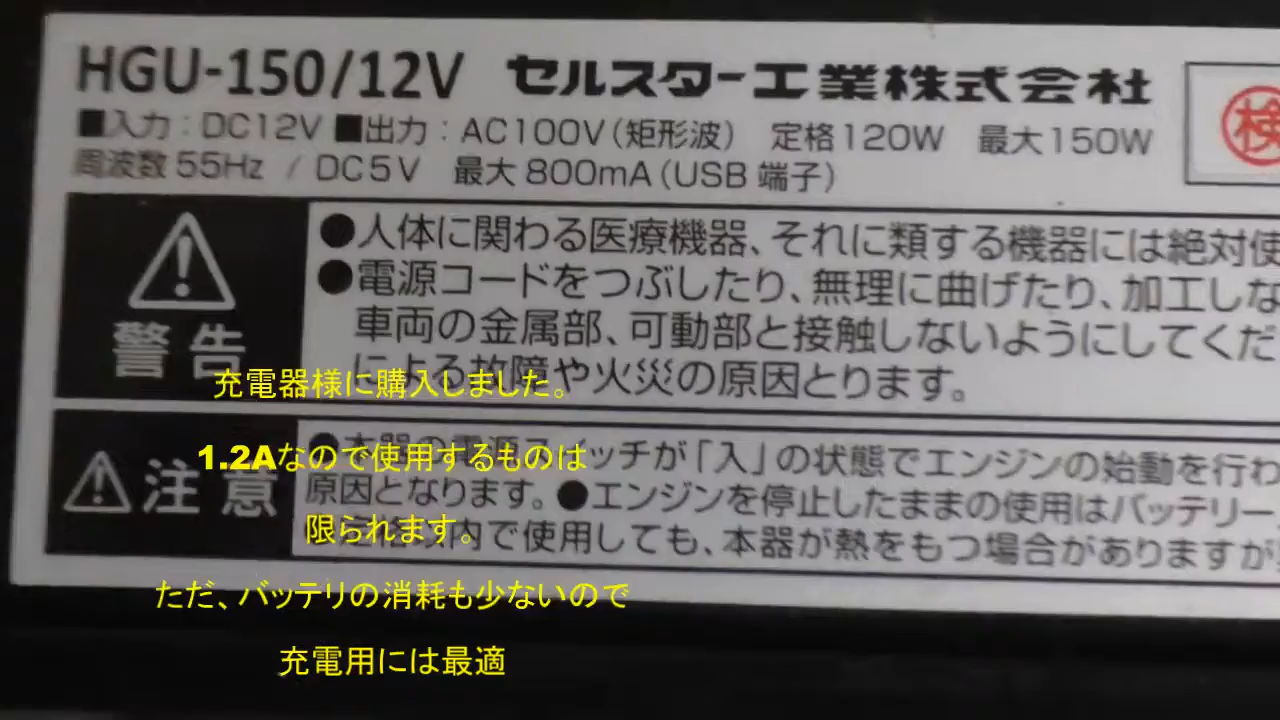 HGU-150/12V セルスター工業株式会社
■入力：DC12V ■出力：AC100V(矩形波) 定格120W 最大150W
周波数55Hz / DC5V 最大800mA(USB端子)
検
警告
●人体に関わる医療機器、それに類する機器には絶対使
●電源コードをつぶしたり、無理に曲げたり、加工しな
車両の金属部、可動部と接触しないようにしてくだ
による故障や火災の原因とります。
充電器様に購入しました。
注意
●本器の電源スイッチが「入」の状態でエンジンの始動を行わ
1.2Aなので使用するものは
原因となります。●エンジンを停止したままの使用はバッテリー
限られます。
内で使用しても、本器が熱をもつ場合がありますが
ただ、バッテリの消耗も少ないので
充電用には最適